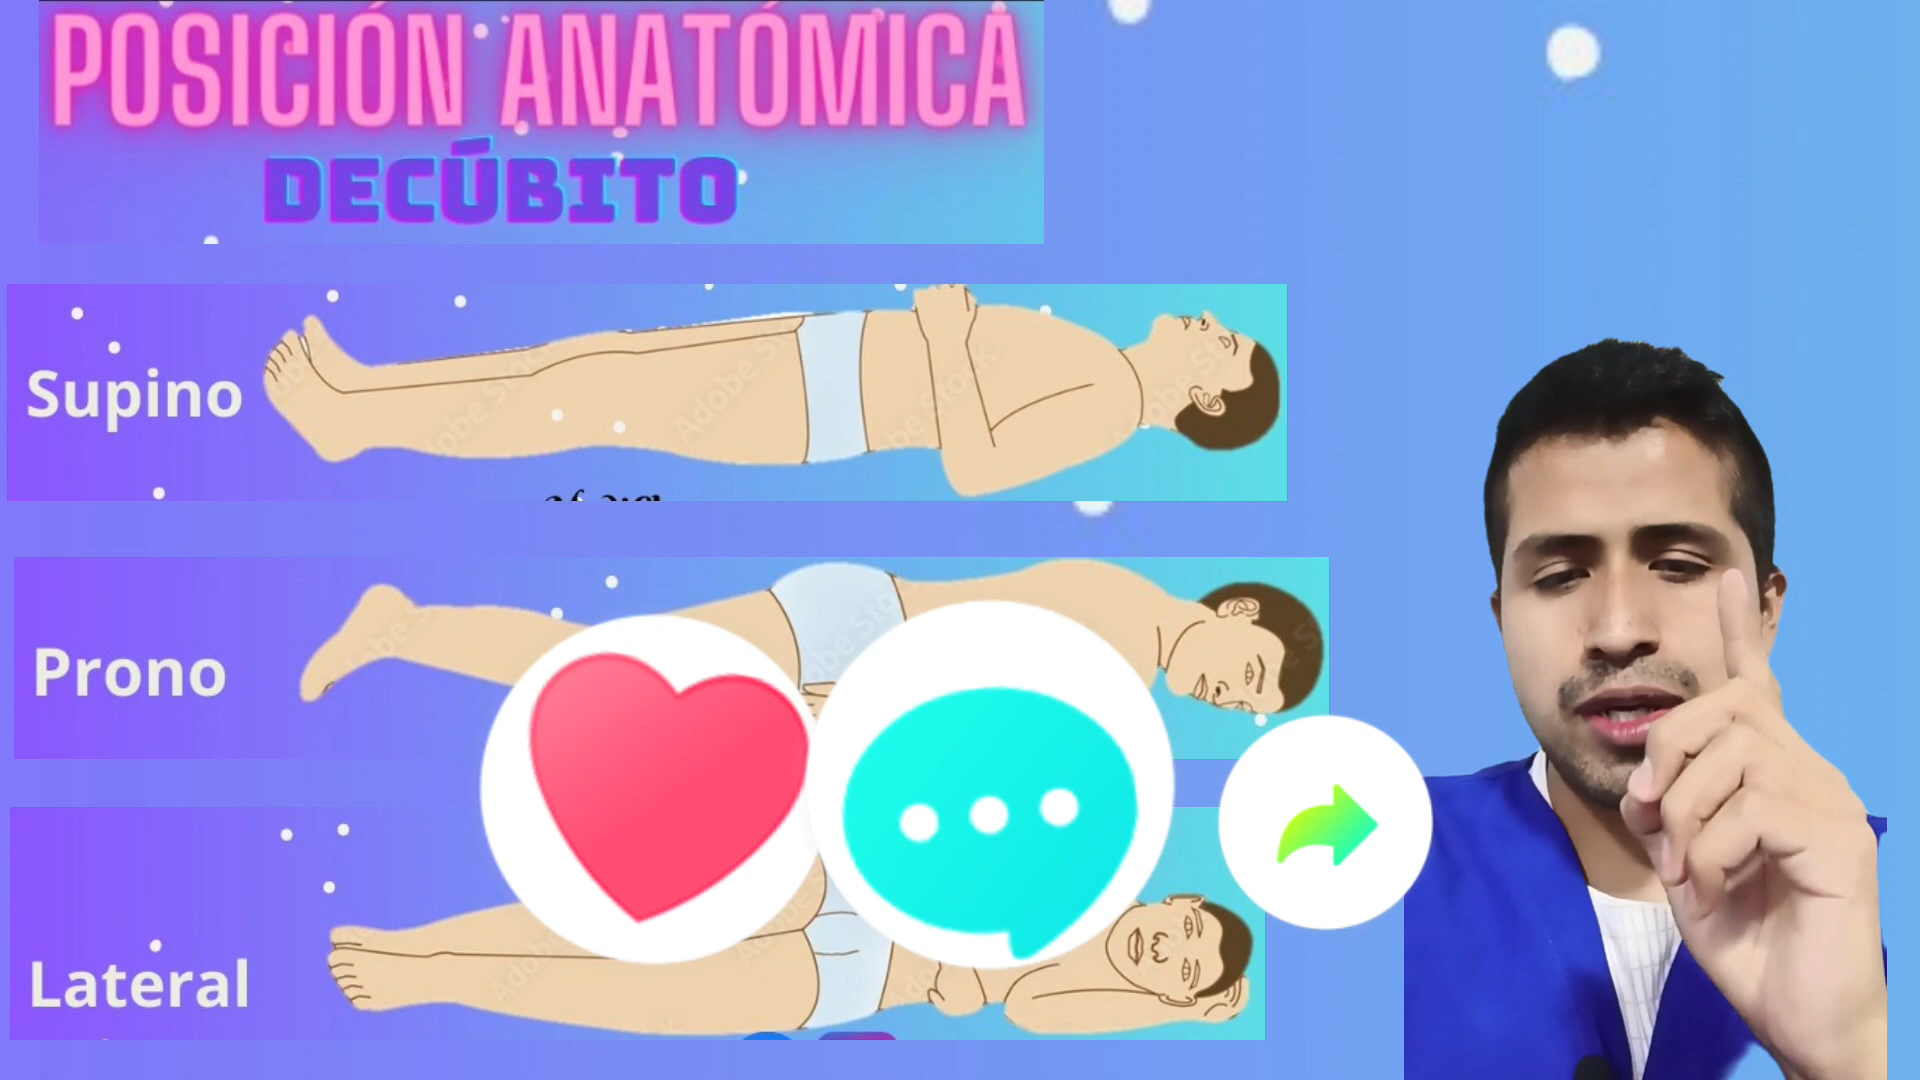 POSICIÓN ANATÓMICA
DECÚBITO
Supino
Prono
Lateral